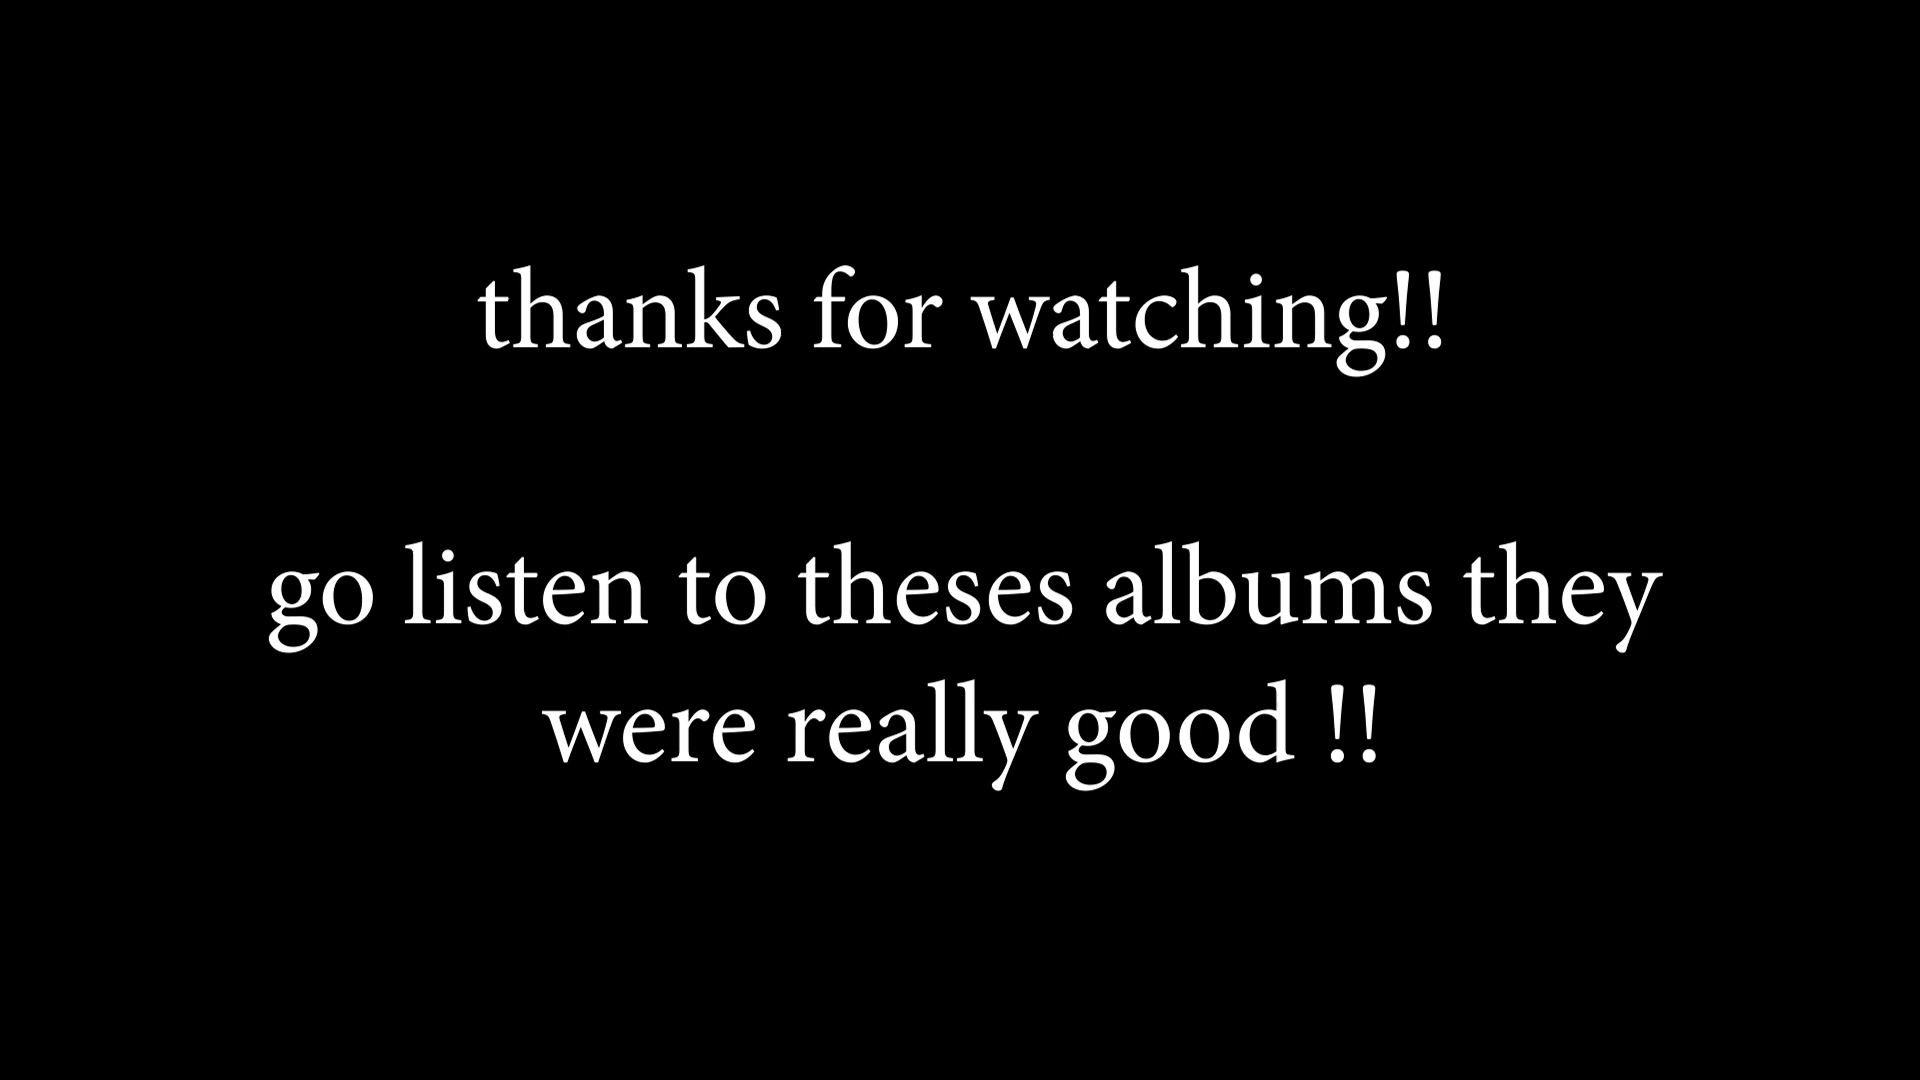 thanks for watching!!
go listen to theses albums they
were really good !!